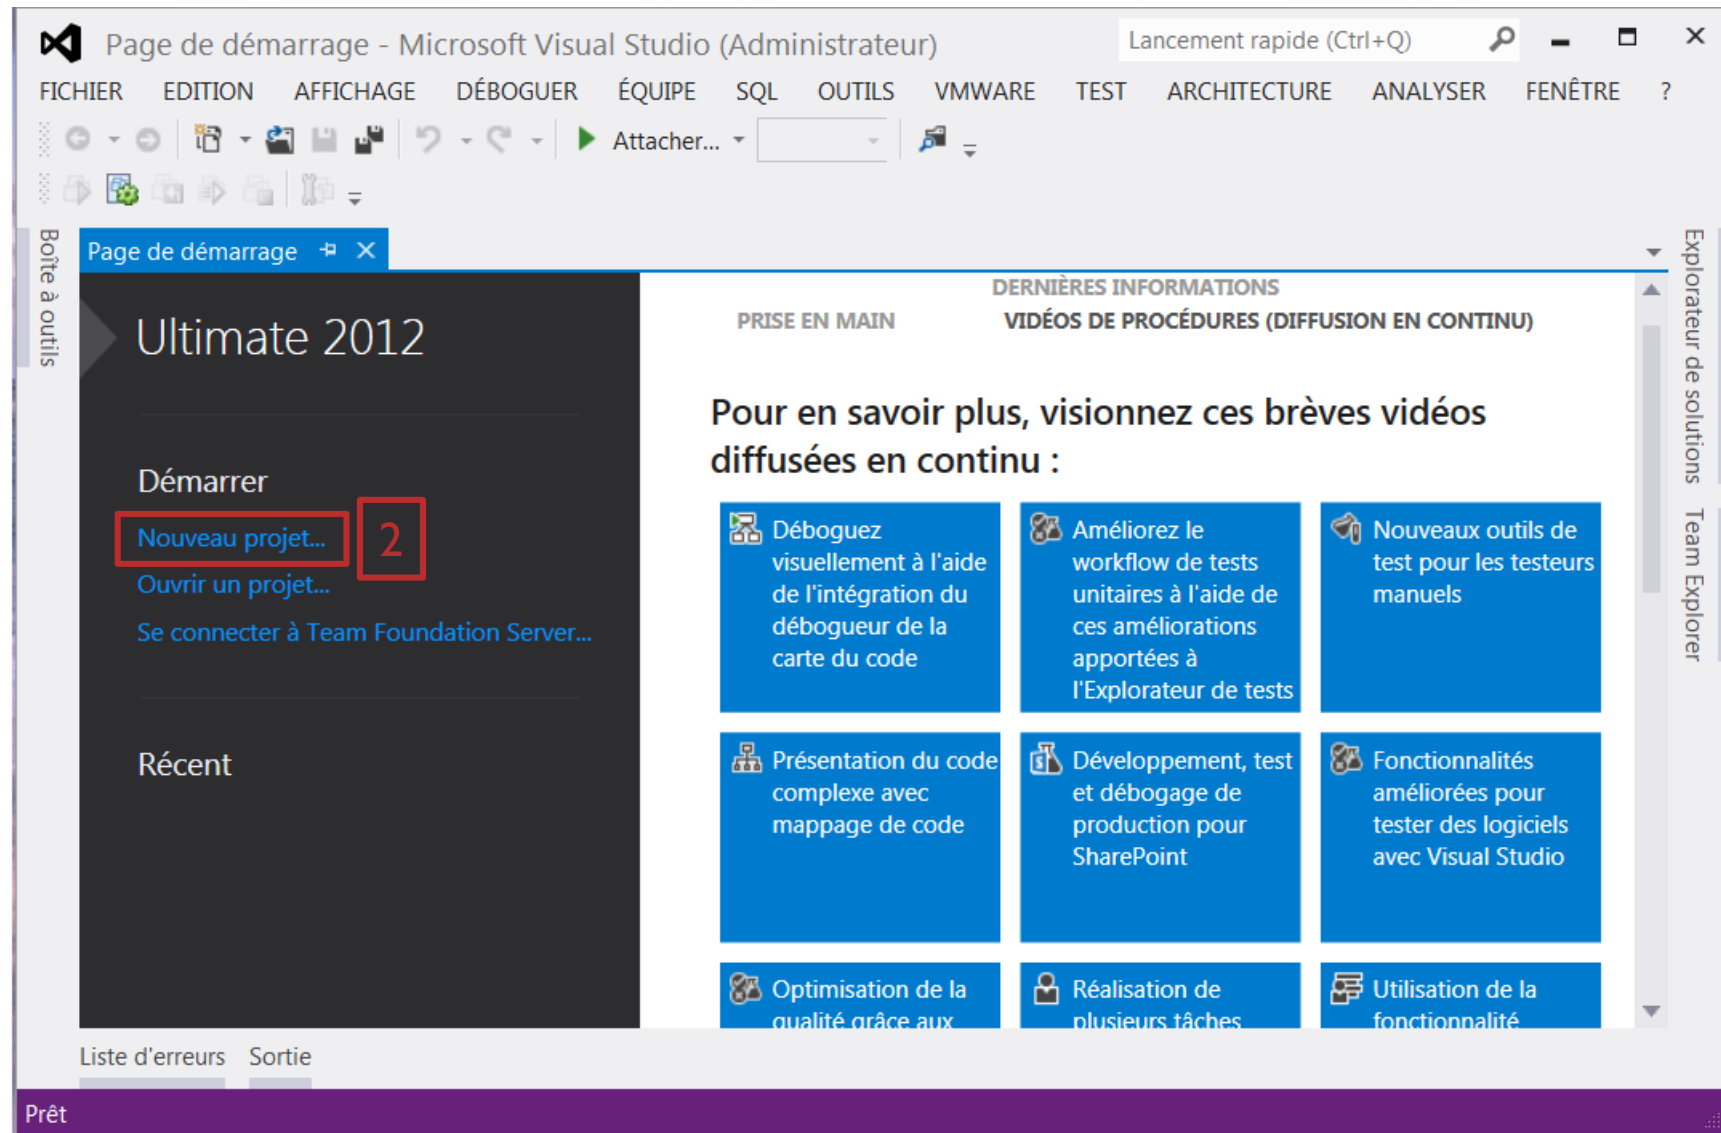 Page de démarrage - Microsoft Visual Studio (Administrateur)
Lancement rapide (Ctrl+Q)
FICHIER EDITION AFFICHAGE DÉBOGUER ÉQUIPE SQL OUTILS VMWARE TEST ARCHITECTURE ANALYSER FENÊTRE ?
Attacher...
Boîte à outils
Page de démarrage
Explorateur de solutions
Team Explorer
Ultimate 2012
Démarrer
Nouveau projet...
2
Ouvrir un projet...
Se connecter à Team Foundation Server...
Récent
DERNIÈRES INFORMATIONS
PRISE EN MAIN
VIDÉOS DE PROCÉDURES (DIFFUSION EN CONTINU)
Pour en savoir plus, visionnez ces brèves vidéos
diffusées en continu :
Déboguez
visuellement à l'aide
de l'intégration du
débogueur de la
carte du code
Améliorez le
workflow de tests
unitaires à l'aide de
ces améliorations
apportées à
l'Explorateur de tests
Nouveaux outils de
test pour les testeurs
manuels
Présentation du code
complexe avec
mappage de code
Développement, test
et débogage de
production pour
SharePoint
Fonctionnalités
améliorées pour
tester des logiciels
avec Visual Studio
Optimisation de la
qualité grâce aux
Réalisation de
plusieurs tâches
Utilisation de la
fonctionnalité
Liste d'erreurs
Sortie
Prêt